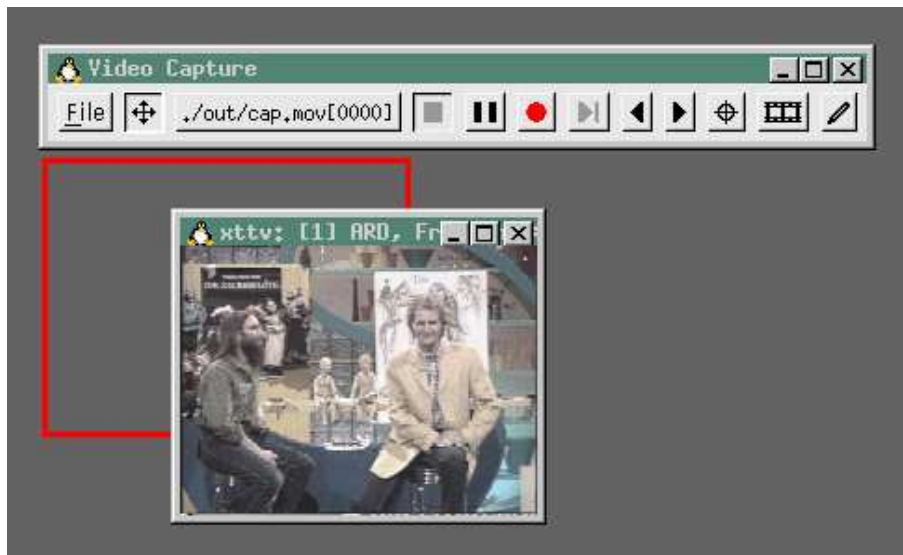 Video Capture
File ./out/cap.mov[0000]
xttv: [1] ARD, Fr